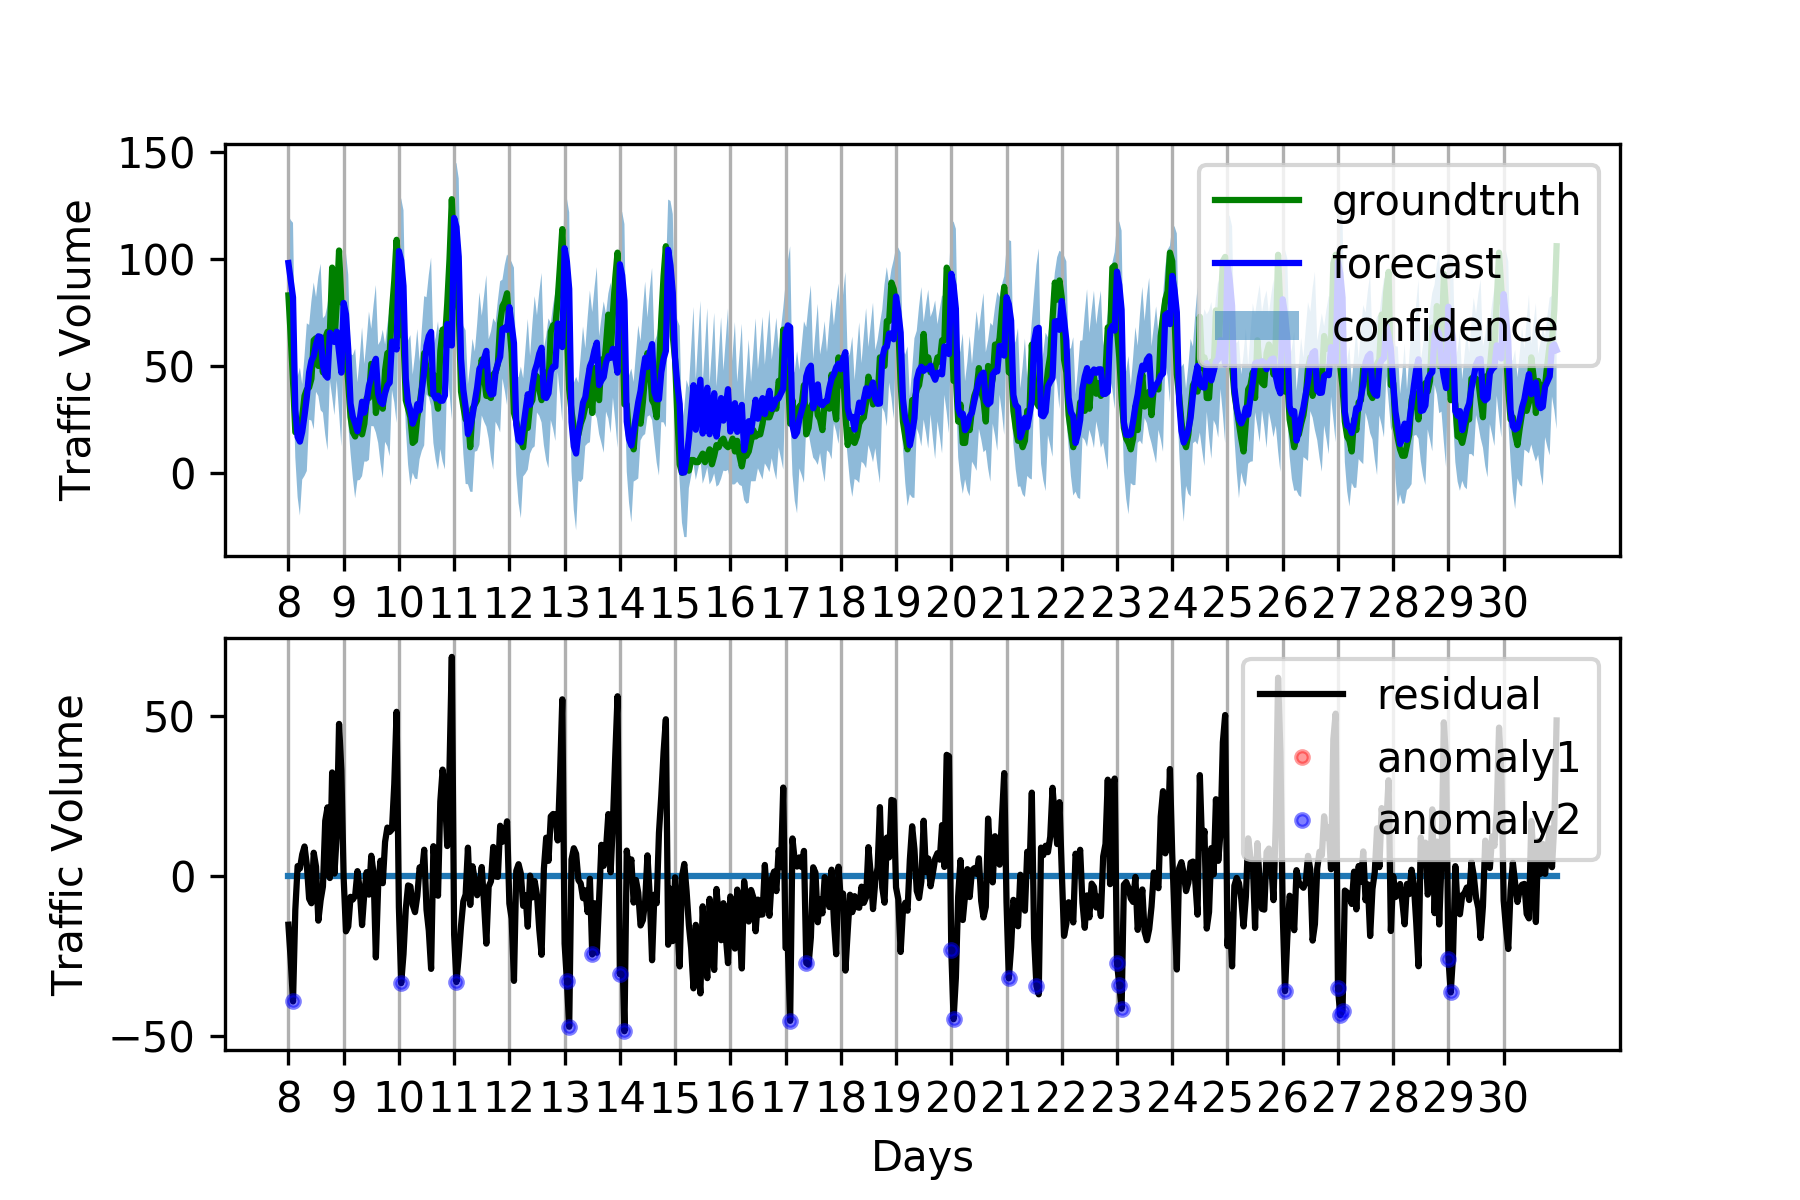 150
100
50
0
Traffic Volume
groundtruth
forecast
confidence
8 9 10 11 12 13 14 15 16 17 18 19 20 21 22 23 24 25 26 27 28 29 30
50
0
−50
Traffic Volume
residual
anomaly1
anomaly2
8 9 10 11 12 13 14 15 16 17 18 19 20 21 22 23 24 25 26 27 28 29 30
Days